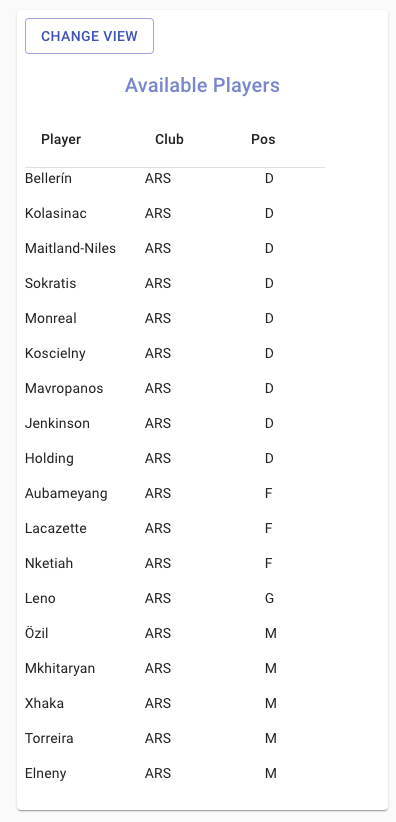 CHANGE VIEW
Available Players
Player Club Pos
Bellerín ARS D
Kolasinac ARS D
Maitland-Niles ARS D
Sokratis ARS D
Monreal ARS D
Koscielny ARS D
Mavropanos ARS D
Jenkinson ARS D
Holding ARS D
Aubameyang ARS F
Lacazette ARS F
Nketiah ARS F
Leno ARS G
Özil ARS M
Mkhitaryan ARS M
Xhaka ARS M
Torreira ARS M
Elneny ARS M